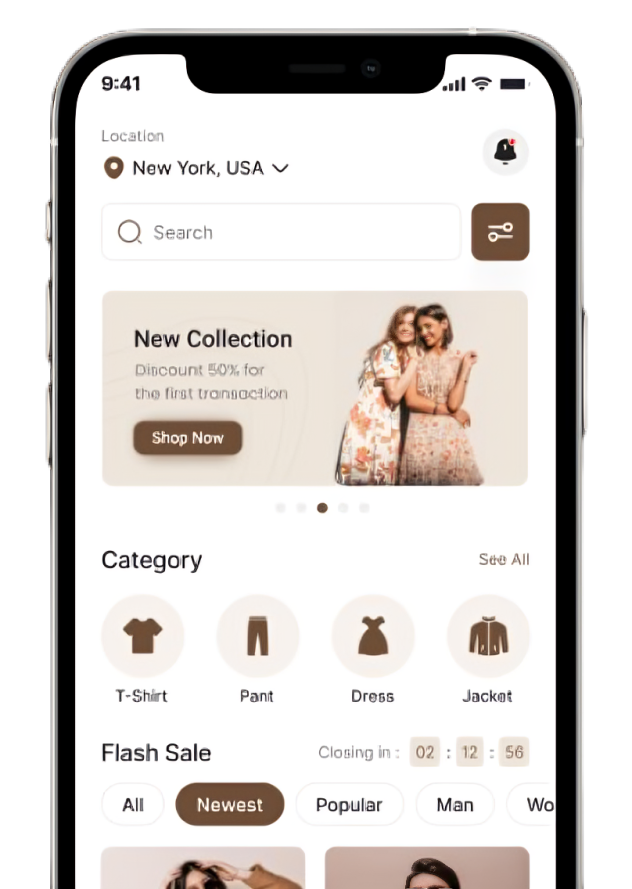 9:41
Location
New York, USA
Search
New Collection
Discount 50% for
the first transaction
Shop Now
Category
See All
T-Shirt
Pant
Dress
Jacket
Flash Sale
Closing in : 02 : 12 : 56
All
Newest
Popular
Man
Wo